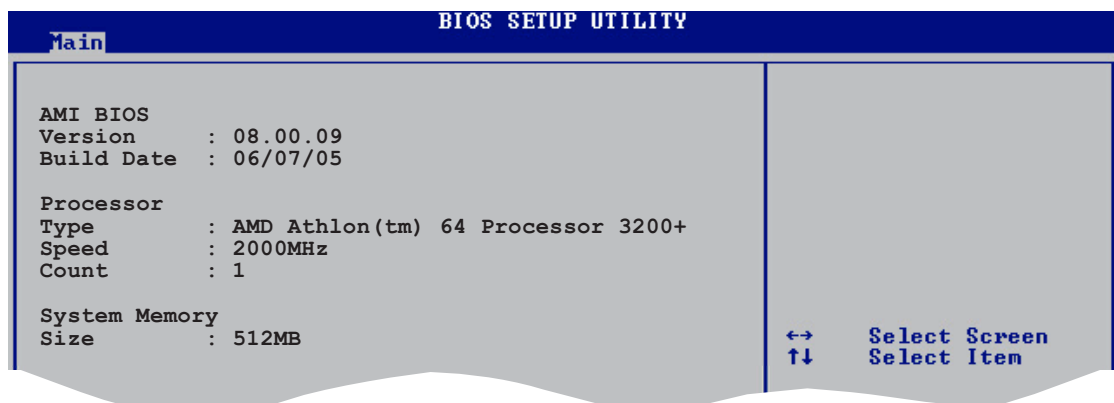 BIOS SETUP UTILITY
Main
AMI BIOS
Version : 08.00.09
Build Date : 06/07/05
Processor
Type : AMD Athlon(tm) 64 Processor 3200+
Speed : 2000MHz
Count : 1
System Memory
Size : 512MB
←→ Select Screen
↑↓ Select Item